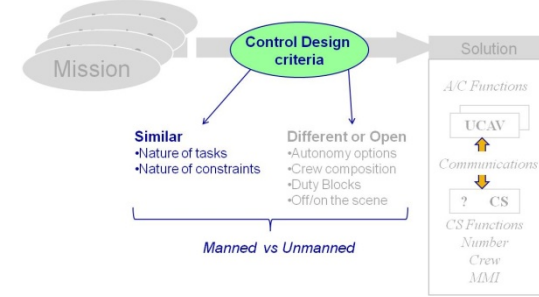 Mission
Control Design
criteria
Solution
A/C Functions
UCAV
Communications
? CS
CS Functions
Number
Crew
MMI
Similar
•Nature of tasks
•Nature of constraints
Different or Open
•Autonomy options
•Crew composition
•Duty Blocks
•Off/on the scene
Manned vs Unmanned